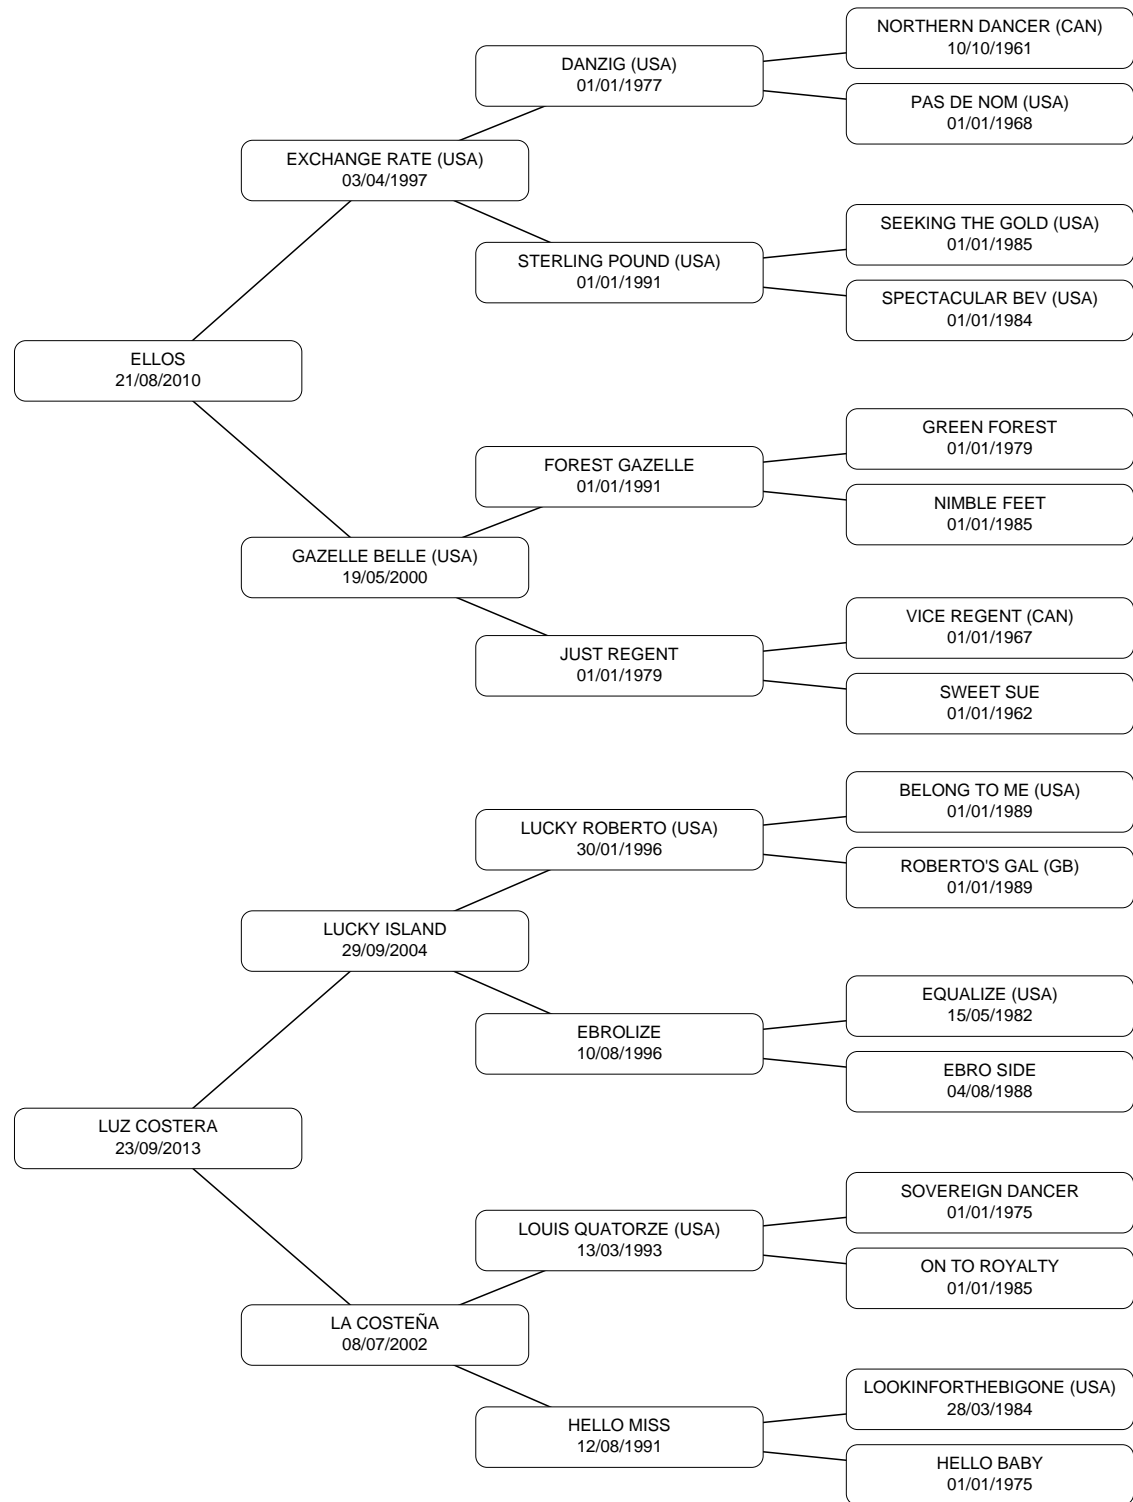 NORTHERN DANCER (CAN)
10/10/1961
DANZIG (USA)
01/01/1977
PAS DE NOM (USA)
01/01/1968
EXCHANGE RATE (USA)
03/04/1997
SEEKING THE GOLD (USA)
01/01/1985
STERLING POUND (USA)
01/01/1991
SPECTACULAR BEV (USA)
01/01/1984
ELLOS
21/08/2010
GREEN FOREST
01/01/1979
FOREST GAZELLE
01/01/1991
NIMBLE FEET
01/01/1985
GAZELLE BELLE (USA)
19/05/2000
VICE REGENT (CAN)
01/01/1967
JUST REGENT
01/01/1979
SWEET SUE
01/01/1962
BELONG TO ME (USA)
01/01/1989
LUCKY ROBERTO (USA)
30/01/1996
ROBERTO'S GAL (GB)
01/01/1989
LUCKY ISLAND
29/09/2004
EQUALIZE (USA)
15/05/1982
EBROLIZE
10/08/1996
EBRO SIDE
04/08/1988
LUZ COSTERA
23/09/2013
SOVEREIGN DANCER
01/01/1975
LOUIS QUATORZE (USA)
13/03/1993
ON TO ROYALTY
01/01/1985
LA COSTEÑA
08/07/2002
LOOKINFORTHEBIGONE (USA)
28/03/1984
HELLO MISS
12/08/1991
HELLO BABY
01/01/1975